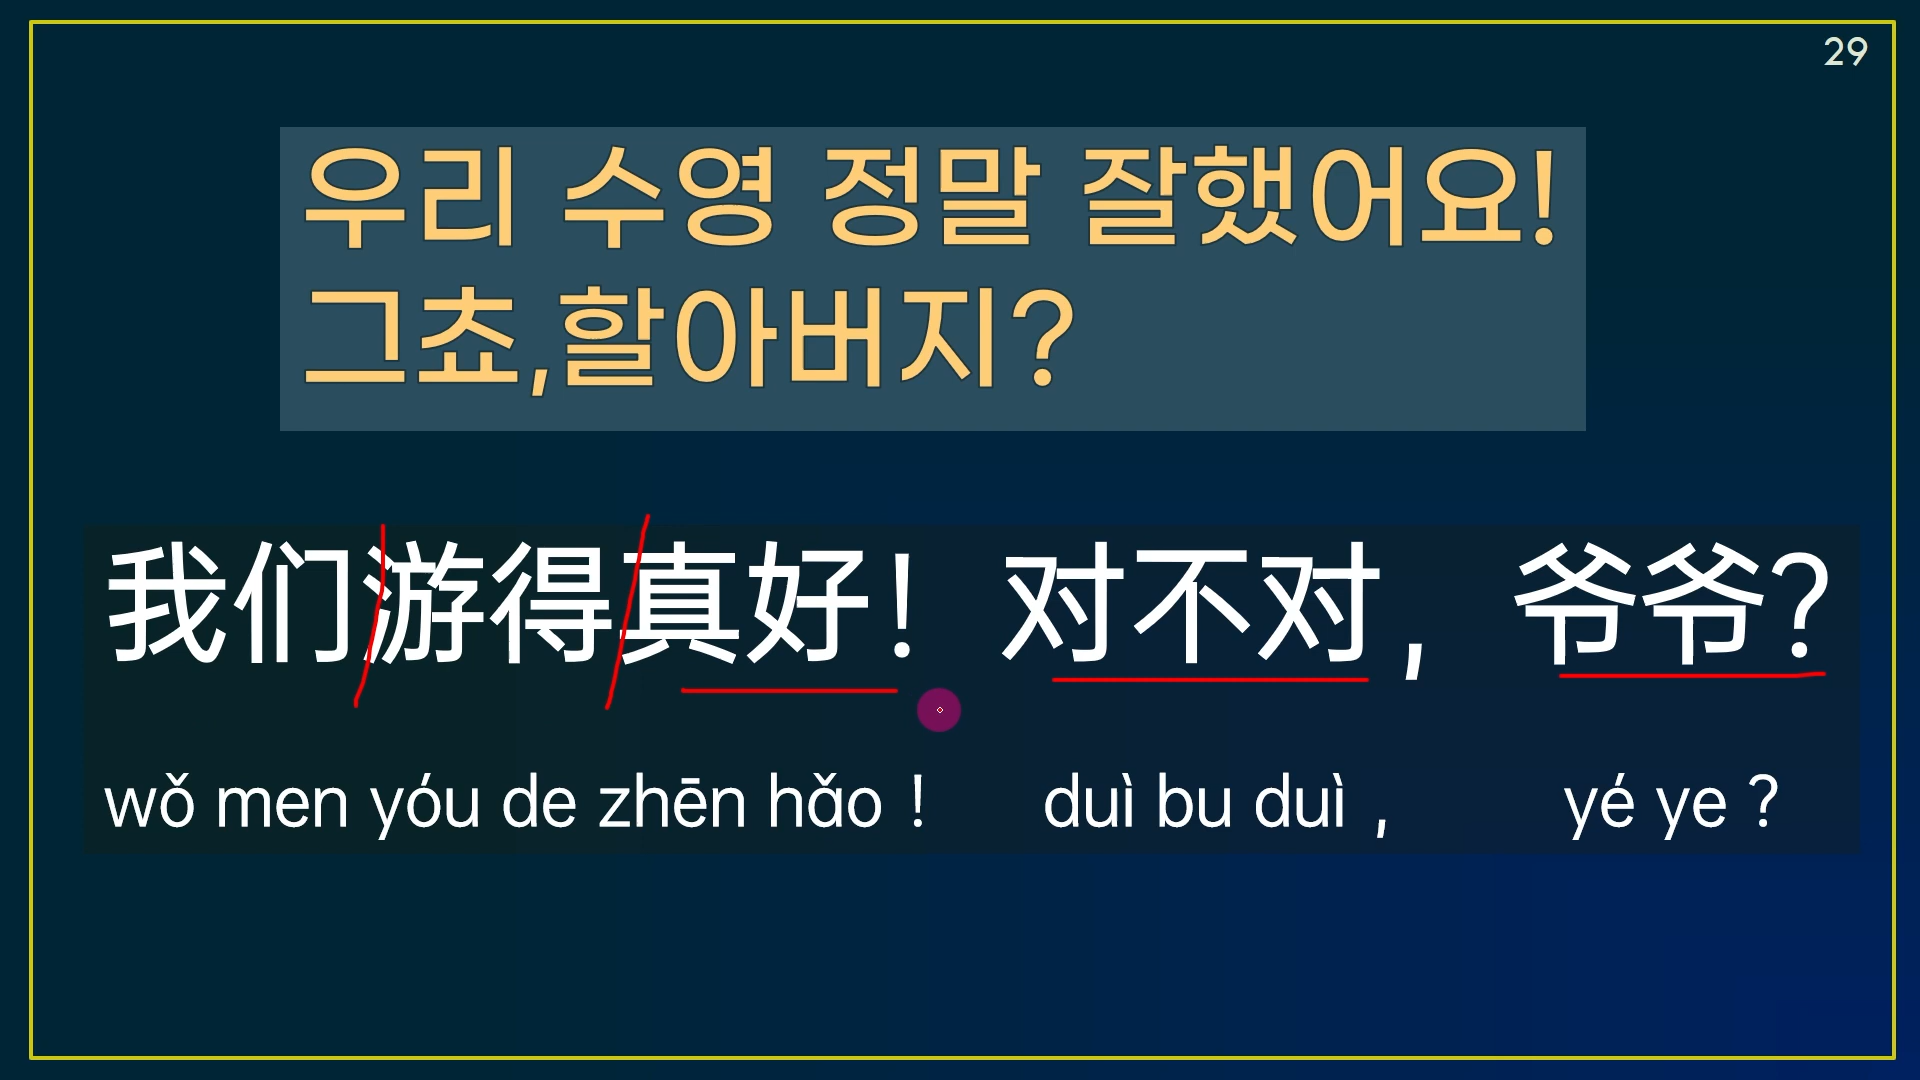 29
우리 수영 정말 잘했어요!
그쵸,할아버지?
我们游得真好！ 对不对， 爷爷？
wǒ men yóu de zhēn hǎo ! duì bu duì , yé ye ?